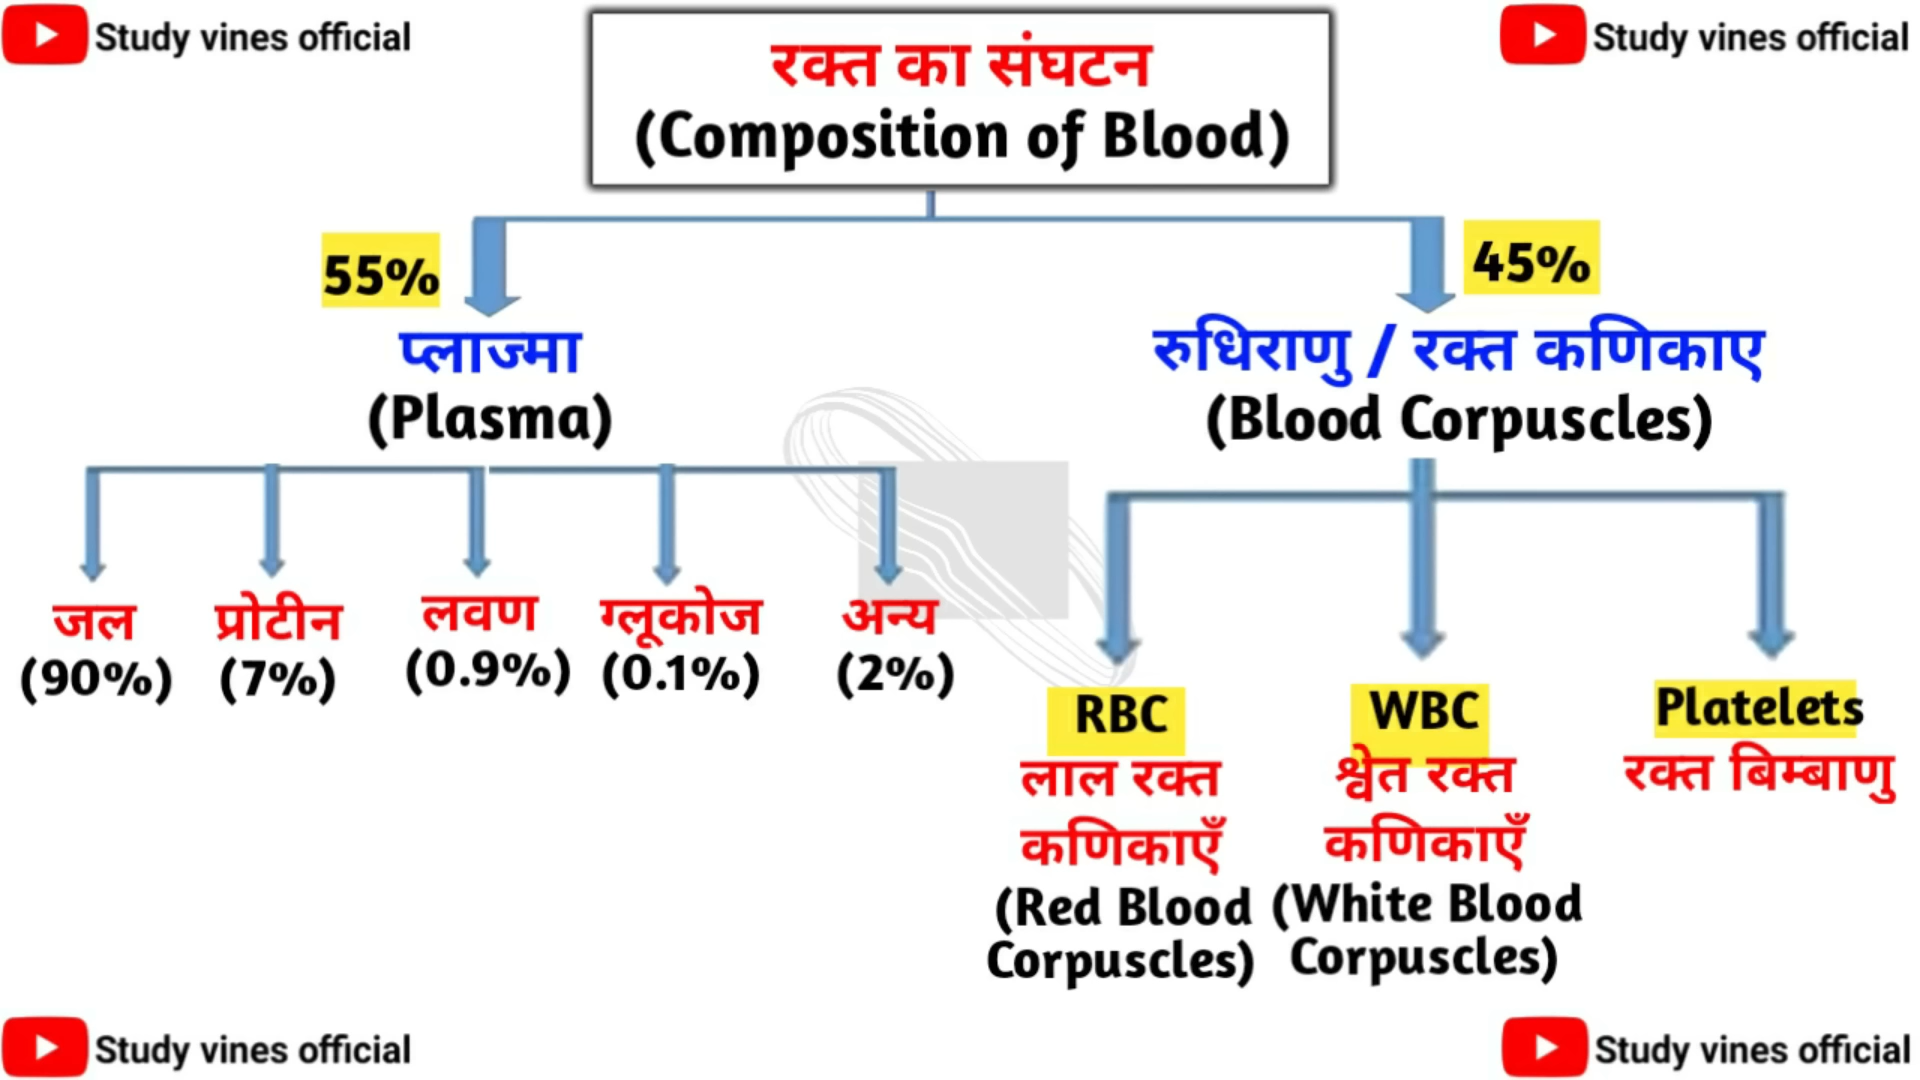 Study vines official
Study vines official
रक्त का संघटन
(Composition of Blood)
55%
45%
प्लाज्मा
(Plasma)
रुधिराणु / रक्त कणिकाए
(Blood Corpuscles)
जल
(90%)
प्रोटीन
(7%)
लवण
(0.9%)
ग्लूकोज
(0.1%)
अन्य
(2%)
RBC
लाल रक्त
कणिकाएँ
(Red Blood
Corpuscles)
WBC
श्वेत रक्त
कणिकाएँ
(White Blood
Corpuscles)
Platelets
रक्त बिम्बाणु
Study vines official
Study vines official